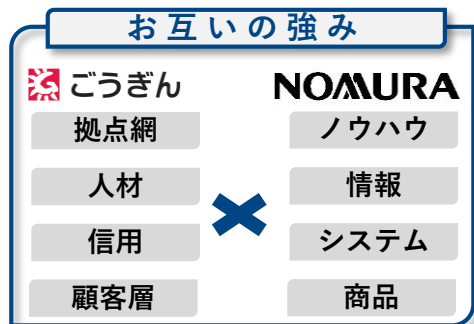 お互いの強み
ごうぎん
NOMURA
拠点網
ノウハウ
人材
情報
信用
システム
顧客層
商品